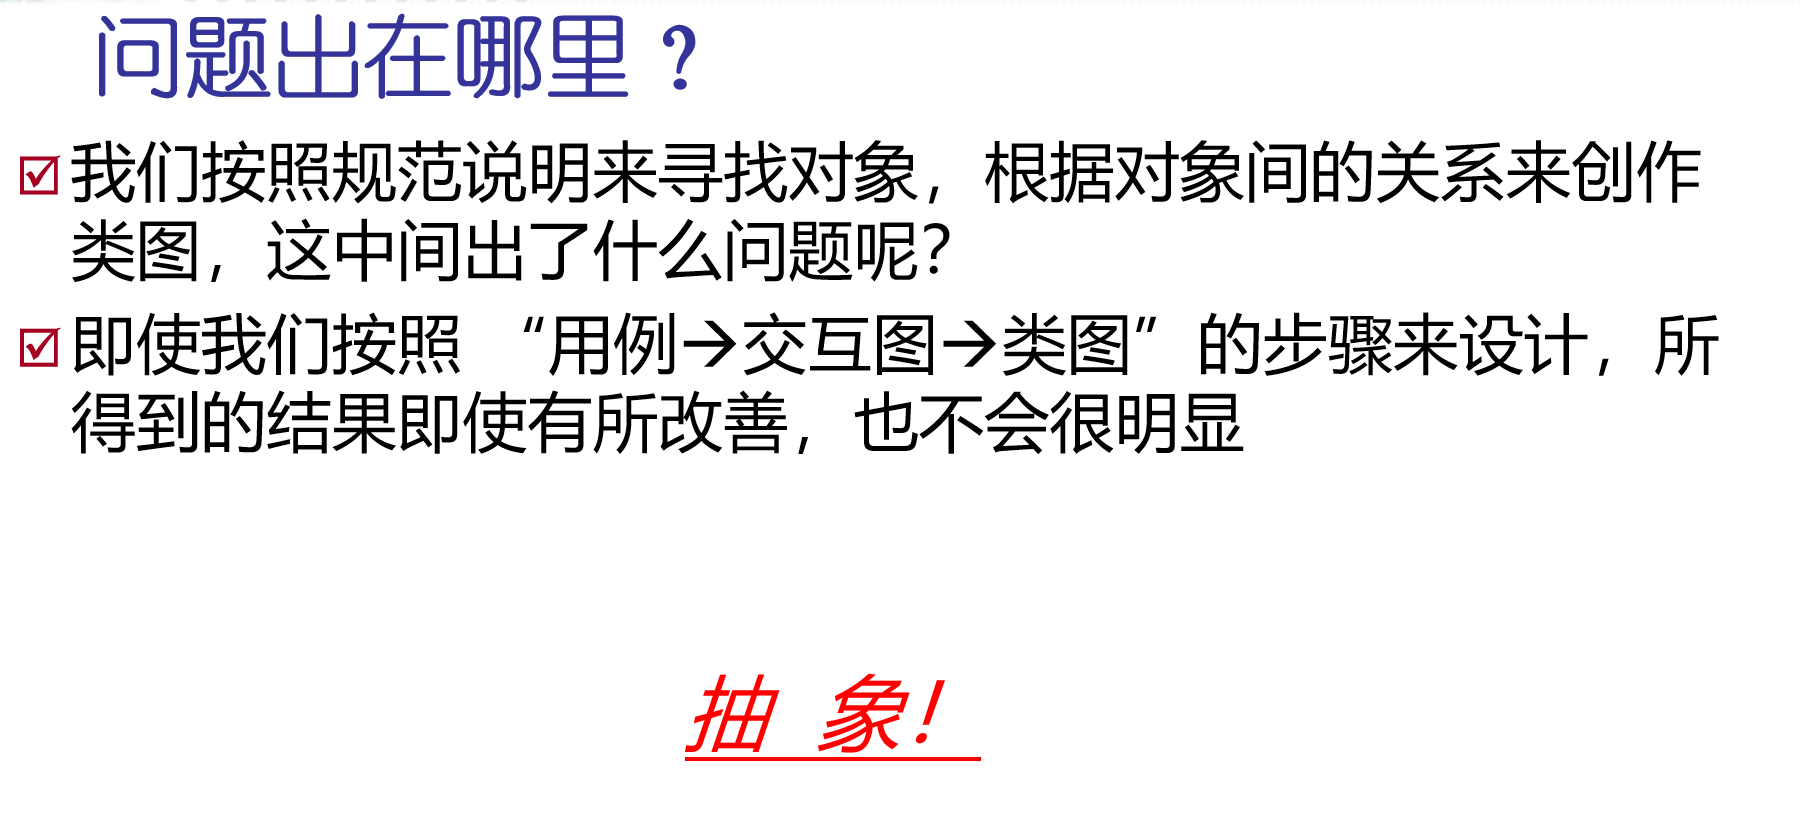 问题出在哪里？
我们按照规范说明来寻找对象，根据对象间的关系来创作
类图，这中间出了什么问题呢？
即使我们按照 “用例→交互图→类图”的步骤来设计，所
得到的结果即使有所改善，也不会很明显
抽 象！